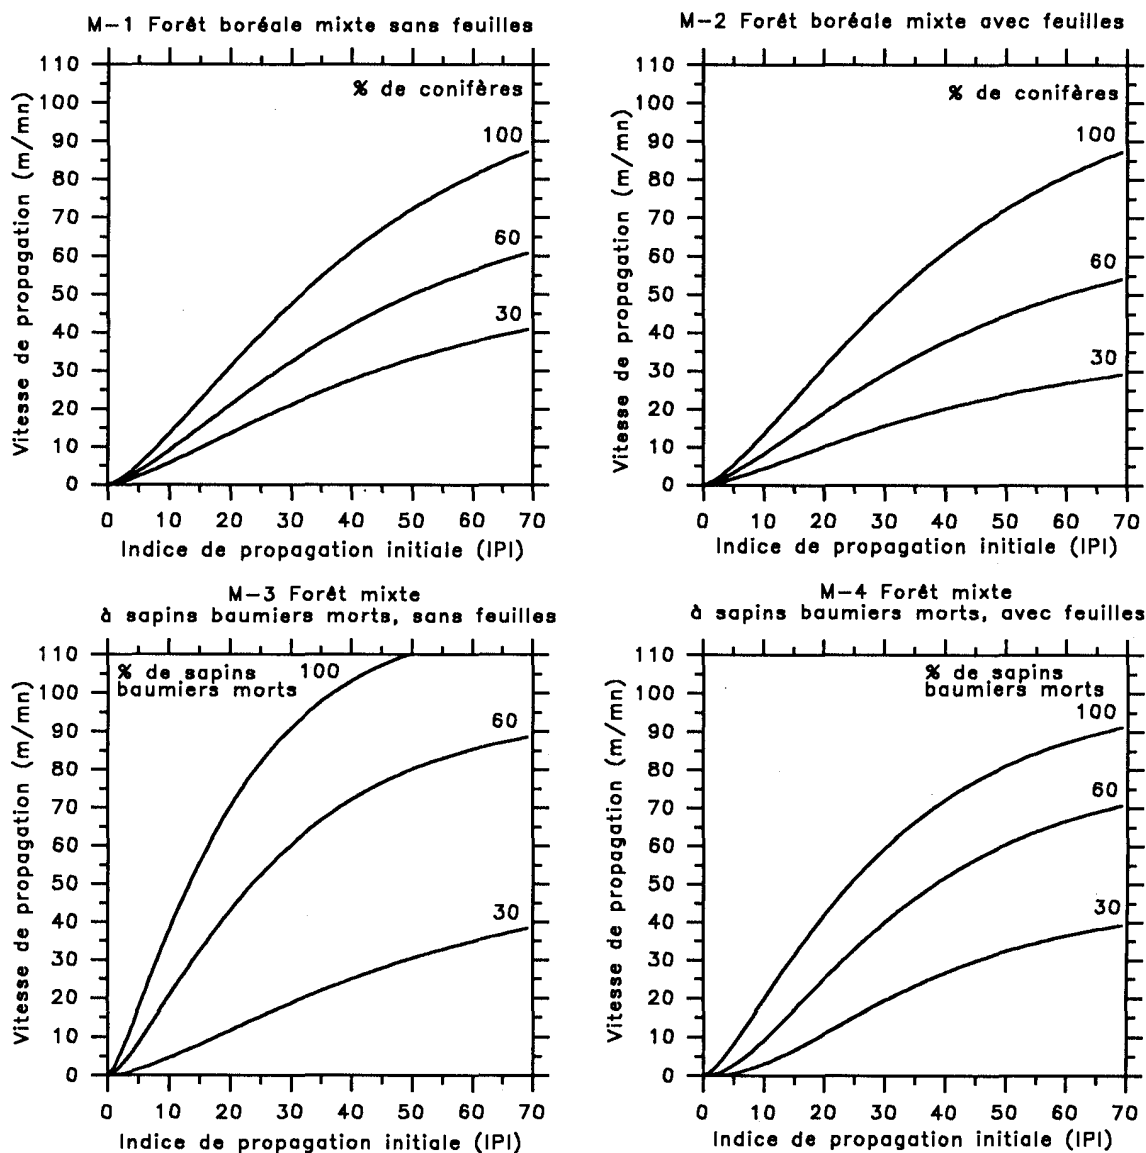 M-1 Forêt boréale mixte sans feuilles
110
100
90
80
70
60
50
40
30
20
10
0
Vitesse de propagation (m/mn)
% de conifères
100
60
30
0 10 20 30 40 50 60 70
Indice de propagation initiale (IPI)
M-2 Forêt boréale mixte avec feuilles
110
100
90
80
70
60
50
40
30
20
10
0
Vitesse de propagation (m/mn)
% de conifères
100
60
30
0 10 20 30 40 50 60 70
Indice de propagation initiale (IPI)
M-3 Forêt mixte
à sapins baumiers morts, sans feuilles
110
100
90
80
70
60
50
40
30
20
10
0
Vitesse de propagation (m/mn)
% de sapins
baumiers morts
100
60
30
0 10 20 30 40 50 60 70
Indice de propagation initiale (IPI)
M-4 Forêt mixte
à sapins baumiers morts, avec feuilles
110
100
90
80
70
60
50
40
30
20
10
0
Vitesse de propagation (m/mn)
% de sapins
baumiers morts
100
60
30
0 10 20 30 40 50 60 70
Indice de propagation initiale (IPI)